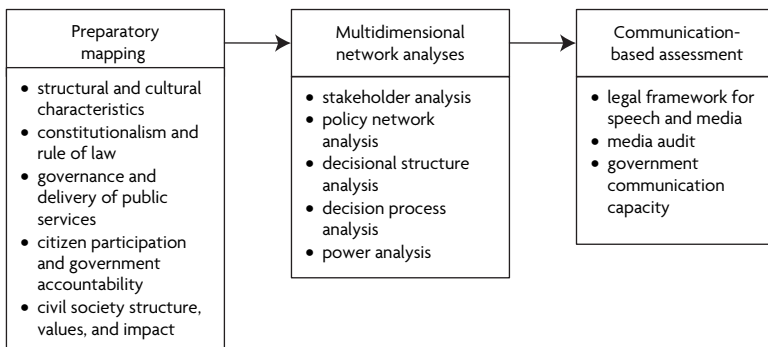 Preparatory
mapping
• structural and cultural
characteristics
• constitutionalism and
rule of law
• governance and
delivery of public
services
• citizen participation
and government
accountability
• civil society structure,
values, and impact
Multidimensional
network analyses
• stakeholder analysis
• policy network
analysis
• decisional structure
analysis
• decision process
analysis
• power analysis
Communication-
based assessment
• legal framework for
speech and media
• media audit
• government
communication
capacity